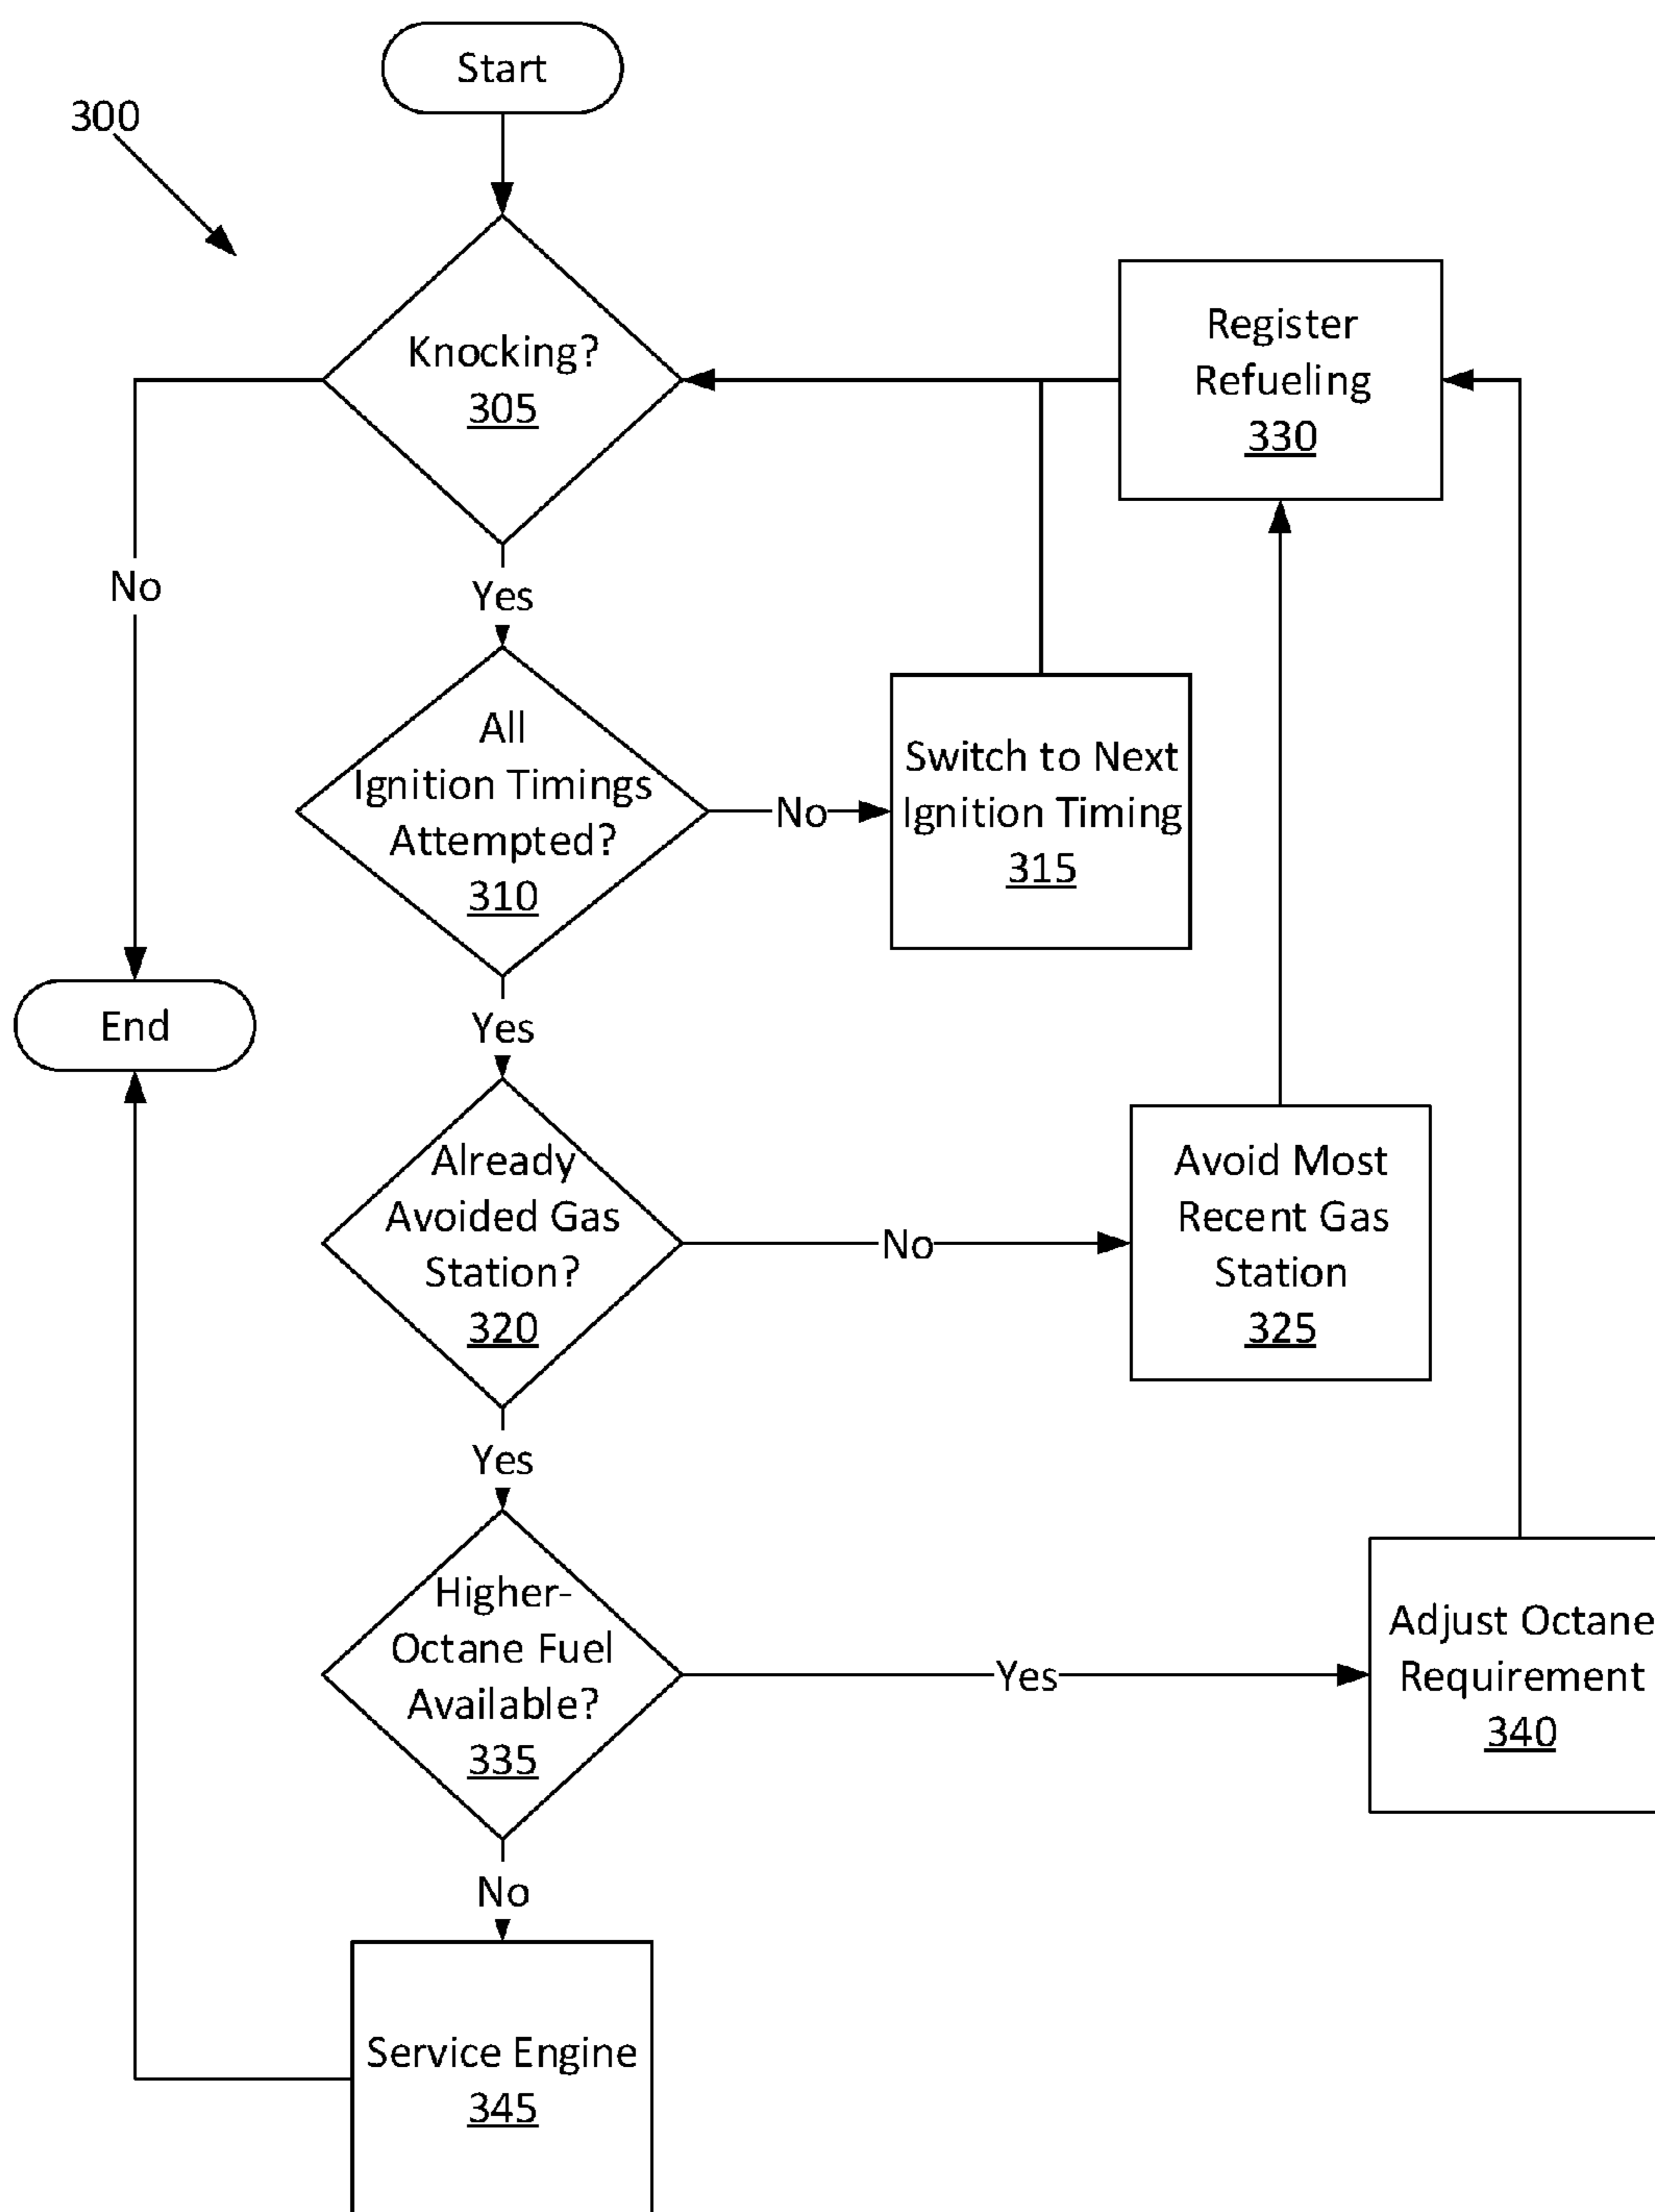 Start
300
Knocking?
305
Register
Refueling
330
No
Yes
All
Ignition Timings
Attempted?
310
No
Switch to Next
Ignition Timing
315
End
Yes
Already
Avoided Gas
Station?
320
No
Avoid Most
Recent Gas
Station
325
Yes
Higher-
Octane Fuel
Available?
335
Yes
Adjust Octane
Requirement
340
No
Service Engine
345